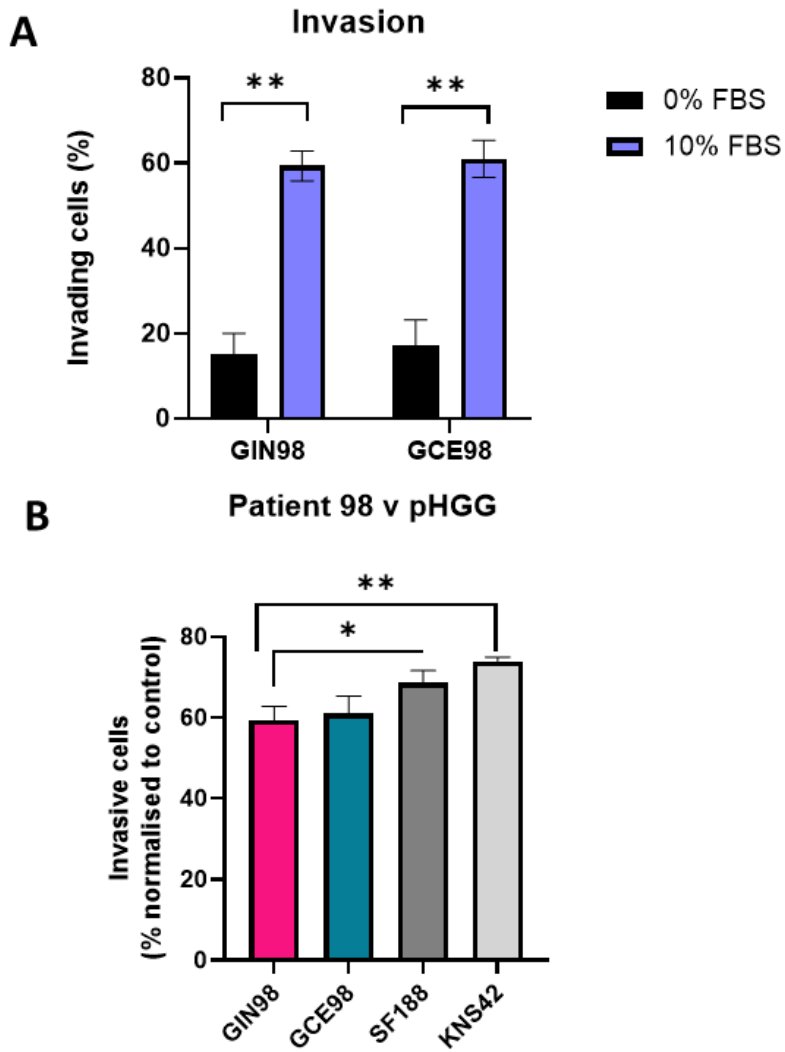 A
Invasion
**
**
0% FBS
10% FBS
Invading cells (%)
80
60
40
20
0
GIN98
GCE98
B
Patient 98 v pHGG
**
*
Invasive cells
(% normalised to control)
80
60
40
20
0
GIN98
GCE98
SF188
KNS42